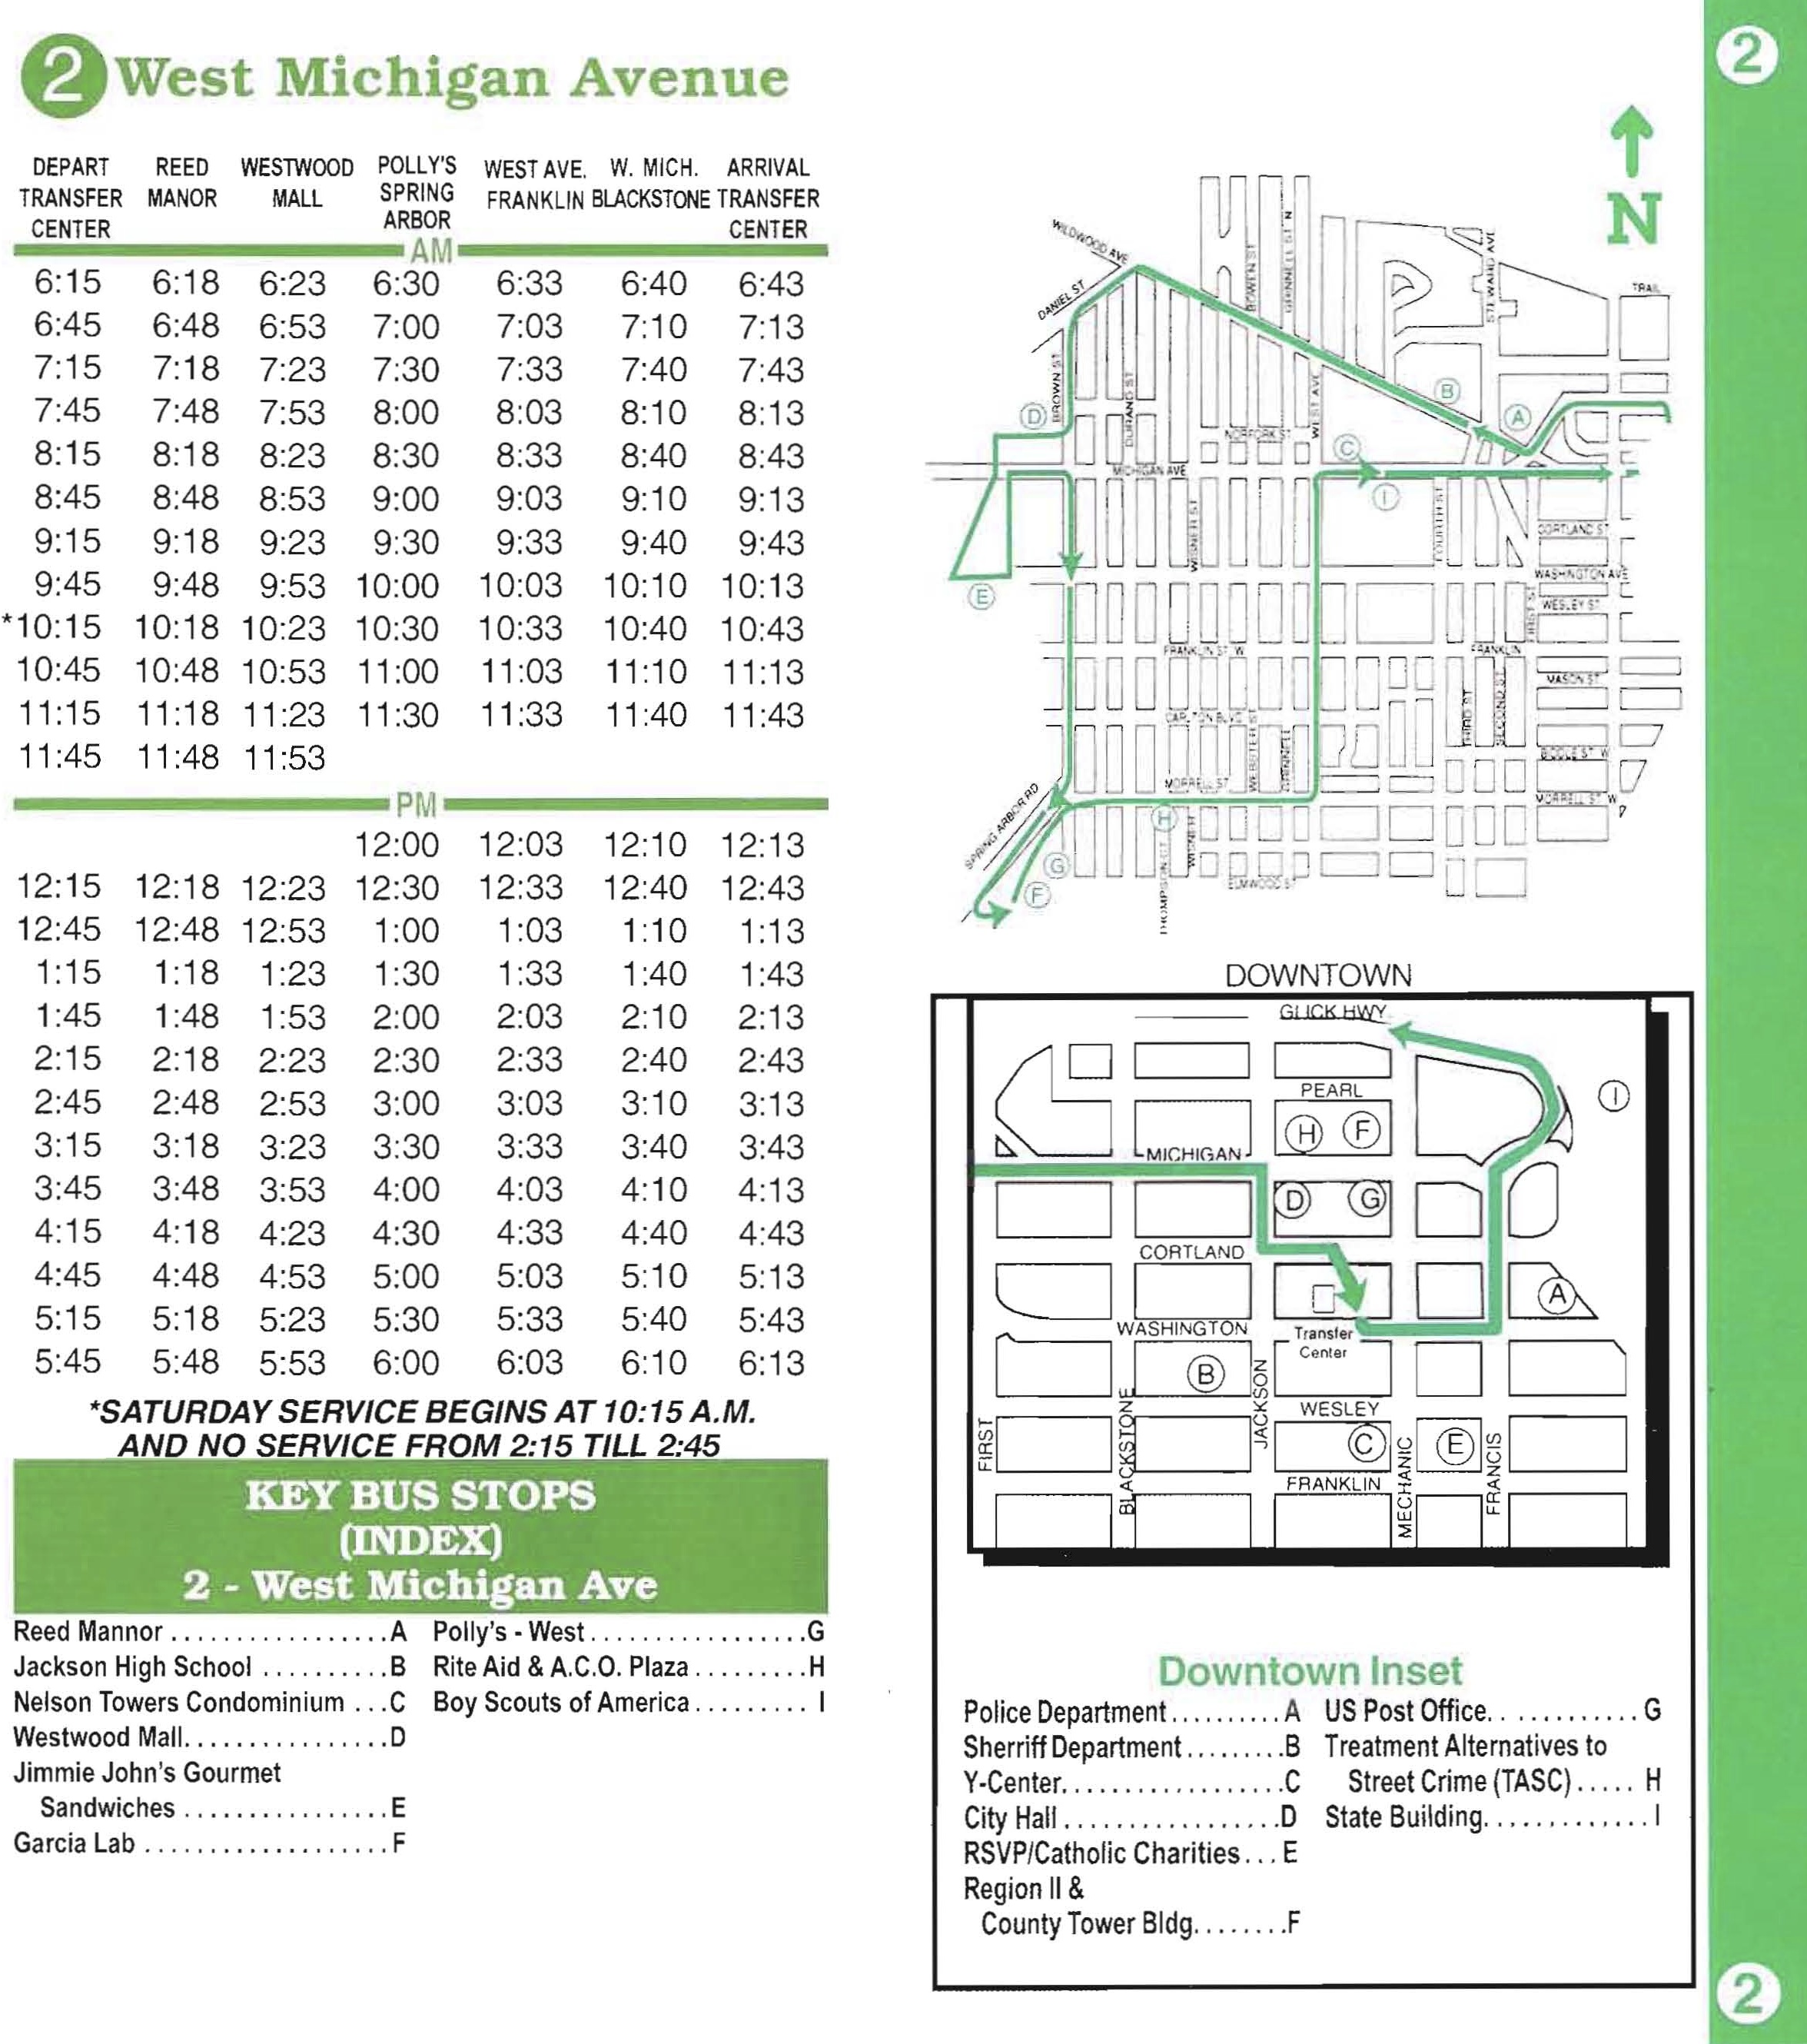 2 West Michigan Avenue
DEPART TRANSFER CENTER REED MANOR WESTWOOD MALL POLLY'S SPRING ARBOR WEST AVE. FRANKLIN W. MICH. BLACKSTONE ARRIVAL TRANSFER CENTER
AM
6:15 6:18 6:23 6:30 6:33 6:40 6:43
6:45 6:48 6:53 7:00 7:03 7:10 7:13
7:15 7:18 7:23 7:30 7:33 7:40 7:43
7:45 7:48 7:53 8:00 8:03 8:10 8:13
8:15 8:18 8:23 8:30 8:33 8:40 8:43
8:45 8:48 8:53 9:00 9:03 9:10 9:13
9:15 9:18 9:23 9:30 9:33 9:40 9:43
9:45 9:48 9:53 10:00 10:03 10:10 10:13
*10:15 10:18 10:23 10:30 10:33 10:40 10:43
10:45 10:48 10:53 11:00 11:03 11:10 11:13
11:15 11:18 11:23 11:30 11:33 11:40 11:43
11:45 11:48 11:53
PM
12:00 12:03 12:10 12:13
12:15 12:18 12:23 12:30 12:33 12:40 12:43
12:45 12:48 12:53 1:00 1:03 1:10 1:13
1:15 1:18 1:23 1:30 1:33 1:40 1:43
1:45 1:48 1:53 2:00 2:03 2:10 2:13
2:15 2:18 2:23 2:30 2:33 2:40 2:43
2:45 2:48 2:53 3:00 3:03 3:10 3:13
3:15 3:18 3:23 3:30 3:33 3:40 3:43
3:45 3:48 3:53 4:00 4:03 4:10 4:13
4:15 4:18 4:23 4:30 4:33 4:40 4:43
4:45 4:48 4:53 5:00 5:03 5:10 5:13
5:15 5:18 5:23 5:30 5:33 5:40 5:43
5:45 5:48 5:53 6:00 6:03 6:10 6:13
*SATURDAY SERVICE BEGINS AT 10:15 A.M.
AND NO SERVICE FROM 2:15 TILL 2:45
KEY BUS STOPS
(INDEX)
2 - West Michigan Ave
Reed Mannor ................. A
Jackson High School .......... B
Nelson Towers Condominium ... C
Westwood Mall................ D
Jimmie John's Gourmet
Sandwiches ................ E
Garcia Lab ................... F
Polly's - West................. G
Rite Aid & A.C.O. Plaza ......... H
Boy Scouts of America ......... I
2
N
WILDWOOD AVE
DANIEL ST
BROWN ST
DURAND ST
BOWEN ST
GRINNELL ST N
STEWARD AVE
TRAIL
WEST AVE
NORFORK ST
MICHIGAN AVE
WISNER ST
FOURTH ST
CORTLAND ST
WASHINGTON AVE
WESLEY ST
FIRST ST
FRANKLIN ST W
FRANKLIN
MASON ST
CARLTON BLVD
WEBSTER ST
GRINNELL
THIRD ST
SECOND ST
BIDDLE ST W
MORRELL ST
MORRELL ST W
SPRING ARBOR RD
THOMPSON ST
WISNER
ELMWOOD ST
A
B
C
D
E
F
G
H
I
DOWNTOWN
GLICK HWY
PEARL
H F
I
MICHIGAN
D G
CORTLAND
A
WASHINGTON
Transfer
Center
B
WESLEY
C E
FRANKLIN
FIRST
BLACKSTONE
JACKSON
MECHANIC
FRANCIS
Downtown Inset
Police Department .......... A
Sherriff Department ......... B
Y-Center.................. C
City Hall ................. D
RSVP/Catholic Charities ... E
Region II &
County Tower Bldg........ F
US Post Office............. G
Treatment Alternatives to
Street Crime (TASC) ..... H
State Building............. I
2